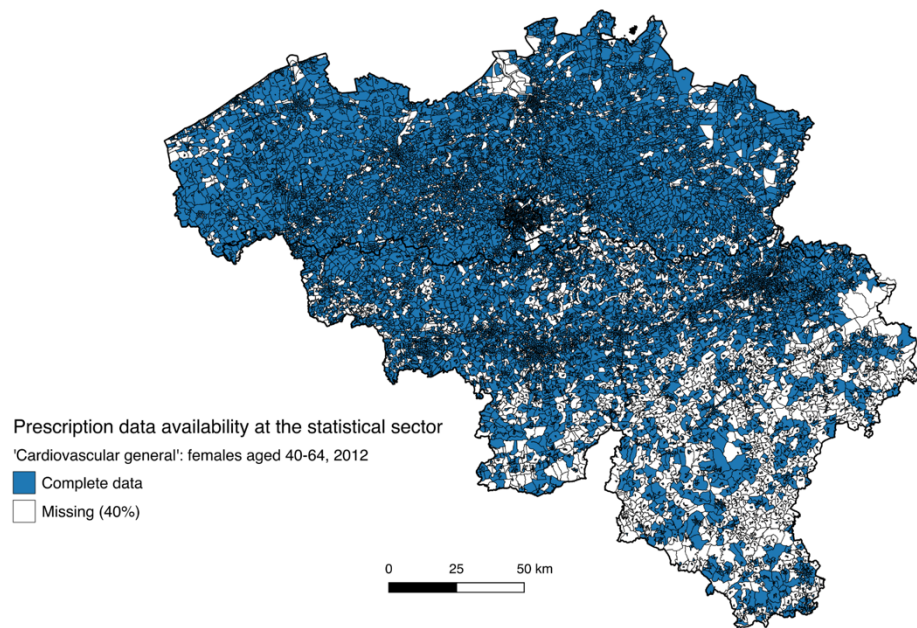 Prescription data availability at the statistical sector
'Cardiovascular general': females aged 40-64, 2012
Complete data
Missing (40%)
0 25 50 km